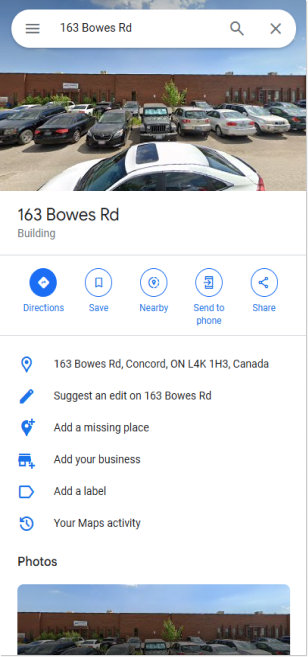 163 Bowes Rd
163 Bowes Rd
Building
Directions
Save
Nearby
Send to
phone
Share
163 Bowes Rd, Concord, ON L4K 1H3, Canada
Suggest an edit on 163 Bowes Rd
Add a missing place
Add your business
Add a label
Your Maps activity
Photos